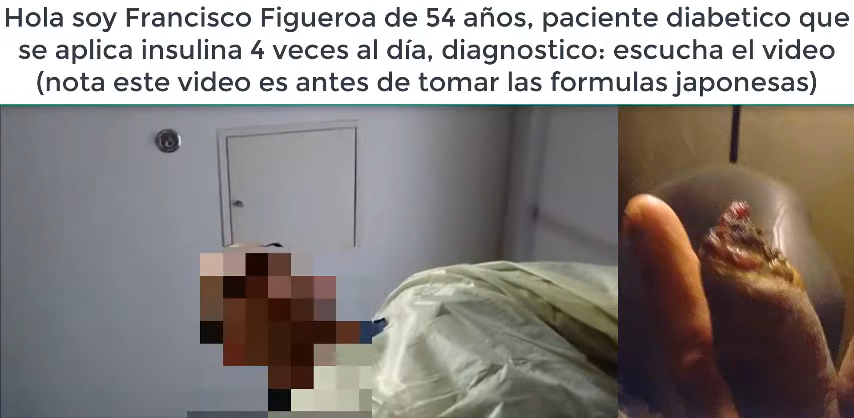 Hola soy Francisco Figueroa de 54 años, paciente diabetico que
se aplica insulina 4 veces al día, diagnostico: escucha el video
(nota este video es antes de tomar las formulas japonesas)